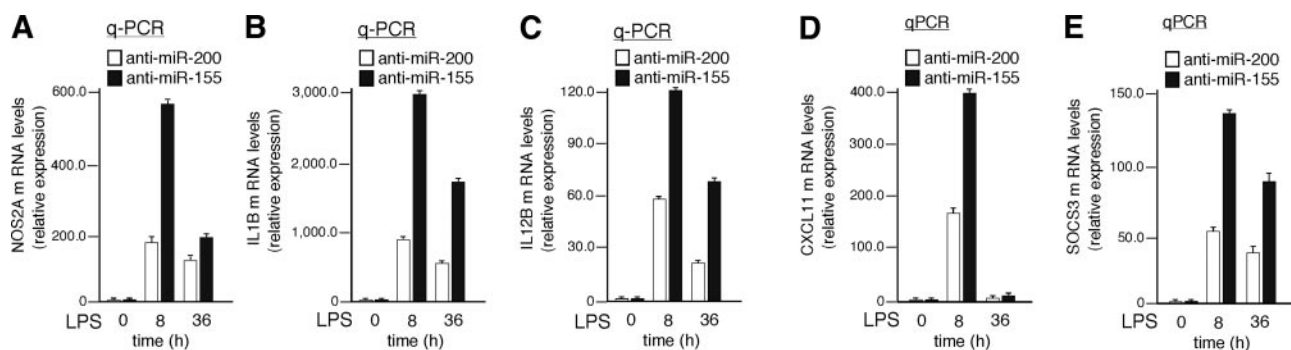 A
q-PCR
anti-miR-200
anti-miR-155
NOS2A m RNA levels
(relative expression)
600.0
400.0
200.0
0
LPS 0 8 36
time (h)
B
q-PCR
anti-miR-200
anti-miR-155
IL1B m RNA levels
(relative expression)
3,000.0
2,000.0
1,000.0
0
LPS 0 8 36
time (h)
C
q-PCR
anti-miR-200
anti-miR-155
IL12B m RNA levels
(relative expression)
120.0
60.0
30.0
0
LPS 0 8 36
time (h)
D
qPCR
anti-miR-200
anti-miR-155
CXCL11 m RNA levels
(relative expression)
400.0
300.0
200.0
400.0
0
LPS 0 8 36
time (h)
E
qPCR
anti-miR-200
anti-miR-155
SOCS3 m RNA levels
(relative expression)
150.0
100.0
50.0
0
LPS 0 8 36
time (h)